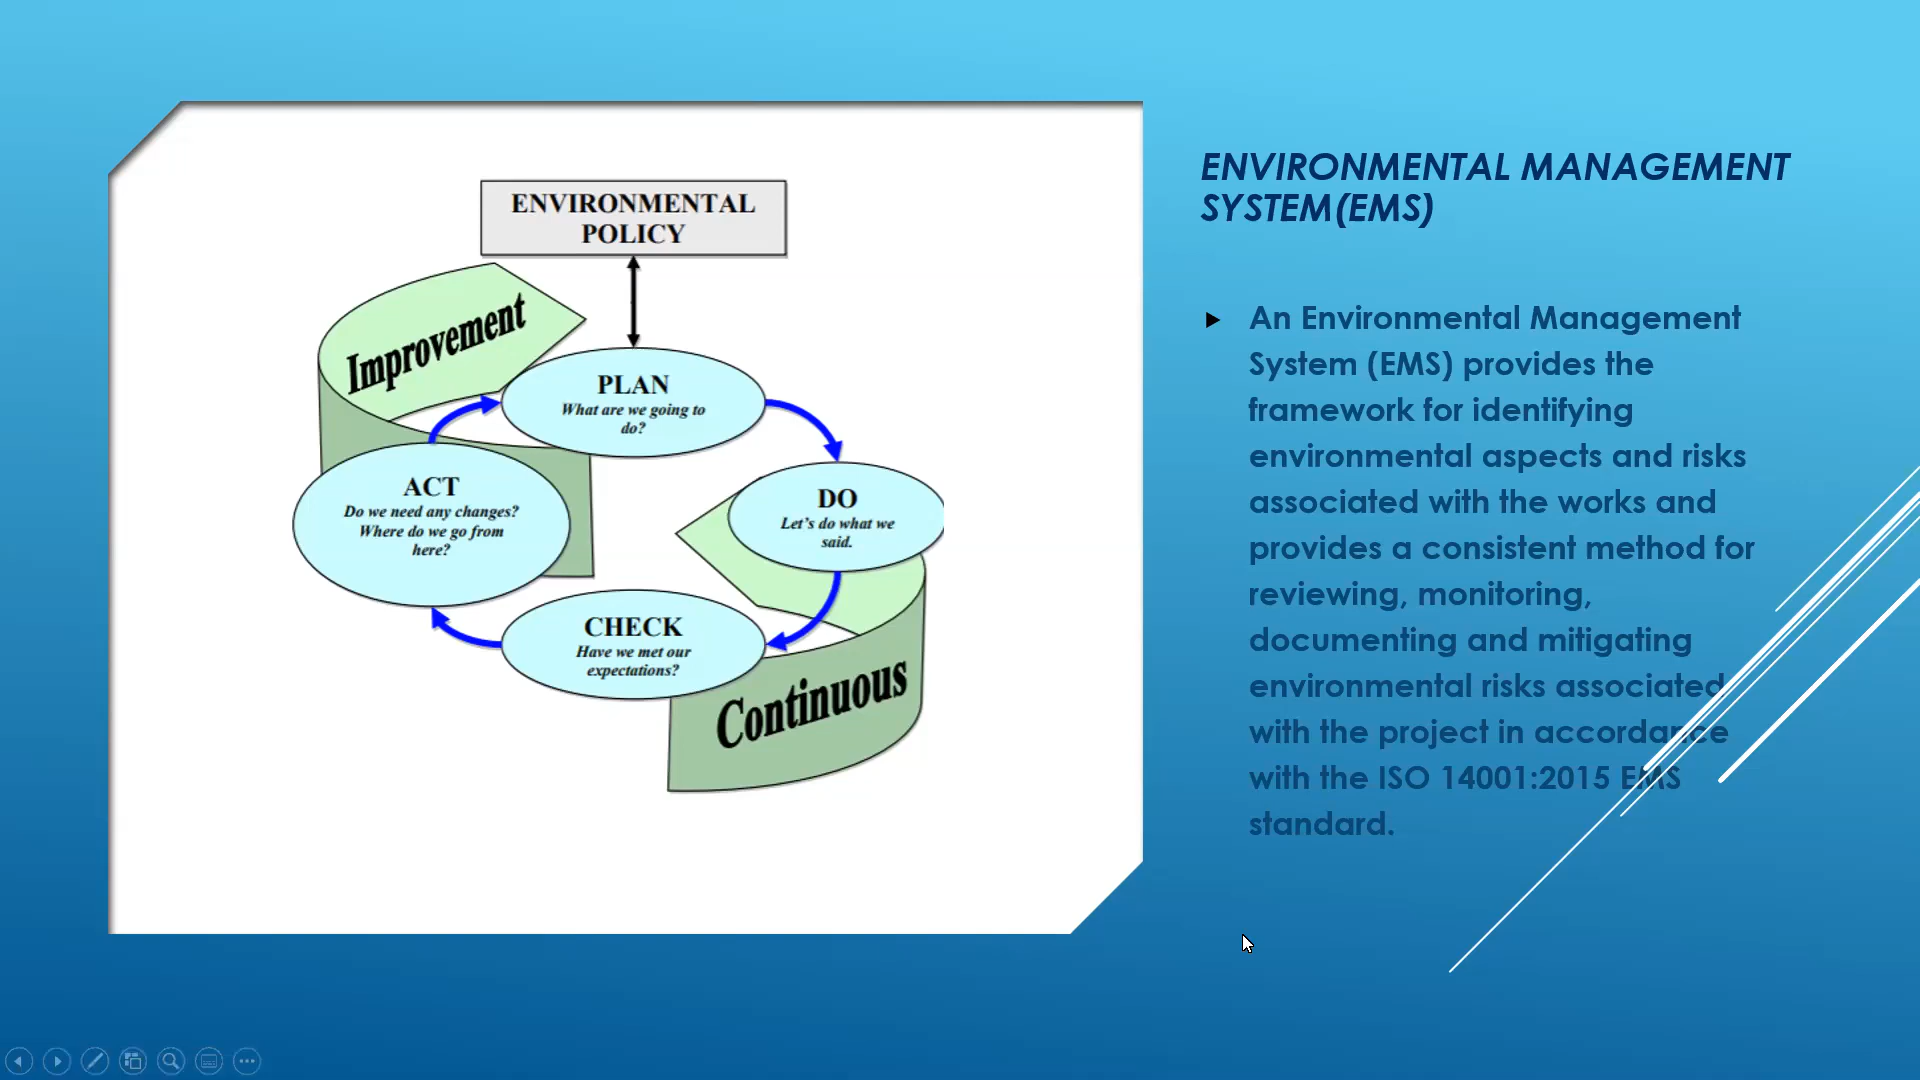 ENVIRONMENTAL
POLICY
Improvement
PLAN
What are we going to
do?
DO
Let's do what we
said.
ACT
Do we need any changes?
Where do we go from
here?
CHECK
Have we met our
expectations?
Continuous
ENVIRONMENTAL MANAGEMENT
SYSTEM(EMS)
An Environmental Management
System (EMS) provides the
framework for identifying
environmental aspects and risks
associated with the works and
provides a consistent method for
reviewing, monitoring,
documenting and mitigating
environmental risks associated
with the project in accordance
with the ISO 14001:2015 EMS
standard.